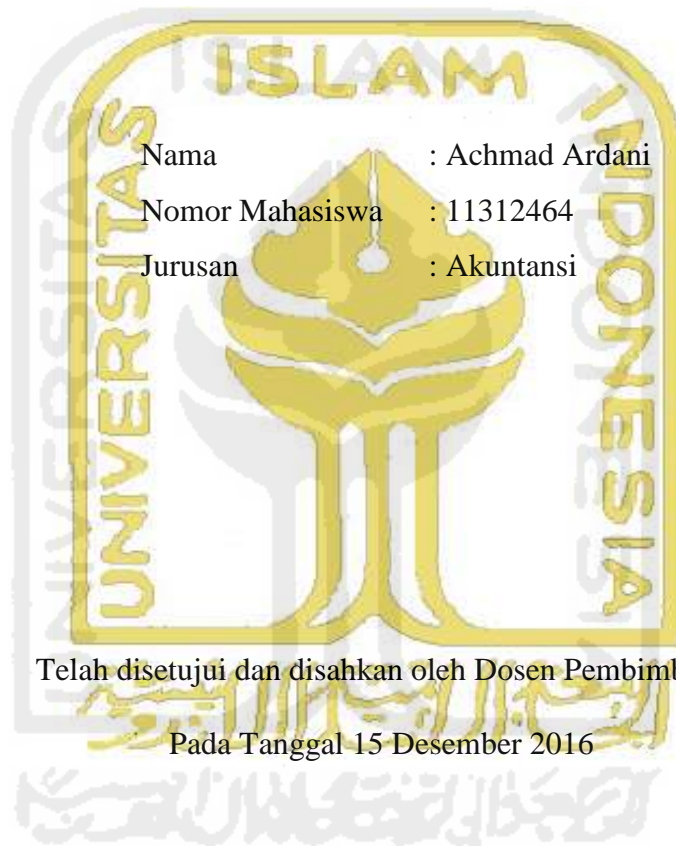 ISLAM
UNIVERSITAS
INDONESIA
Nama : Achmad Ardani
Nomor Mahasiswa : 11312464
Jurusan : Akuntansi
Telah disetujui dan disahkan oleh Dosen
Pada Tanggal 15 Desember 2016